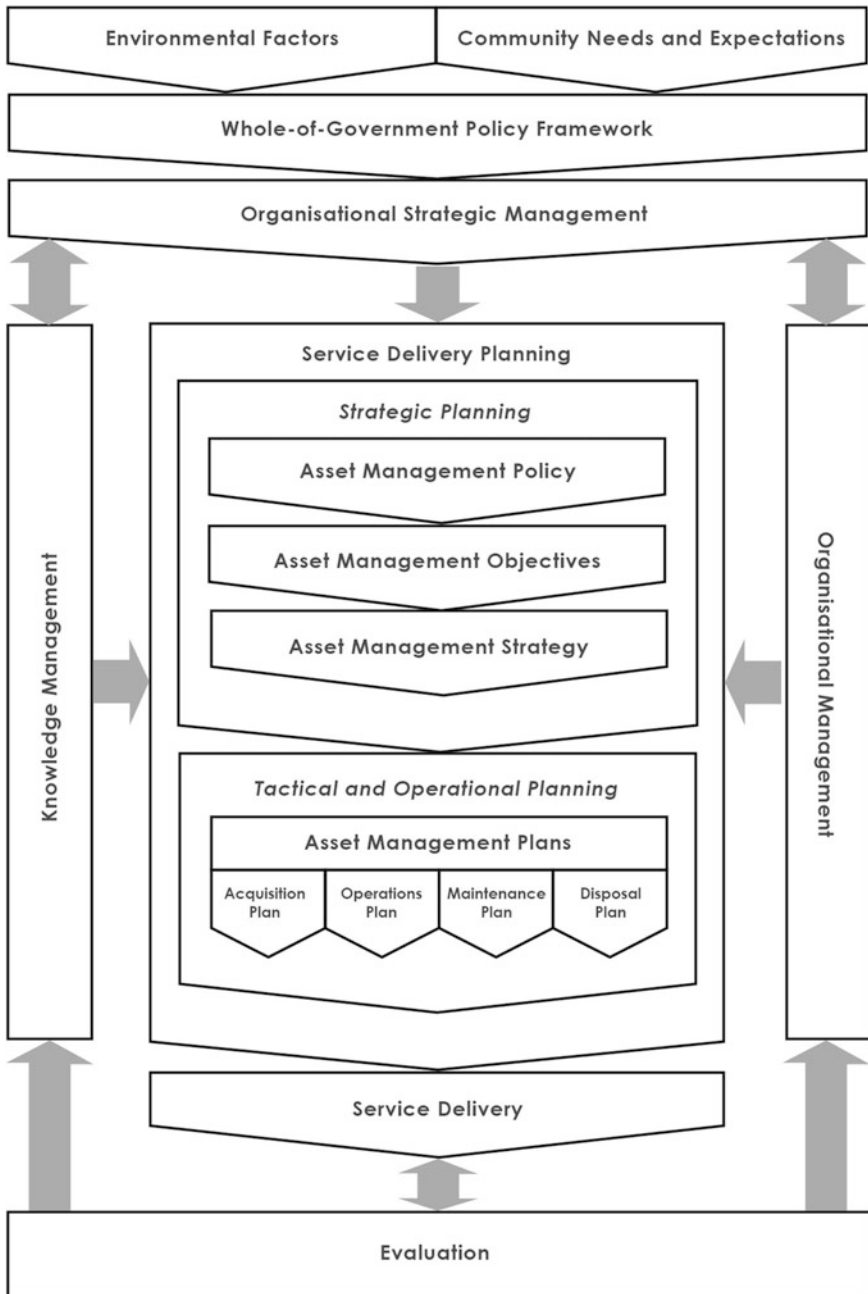 Environmental Factors
Community Needs and Expectations
Whole-of-Government Policy Framework
Organisational Strategic Management
Service Delivery Planning
Strategic Planning
Asset Management Policy
Asset Management Objectives
Asset Management Strategy
Knowledge Management
Organisational Management
Tactical and Operational Planning
Asset Management Plans
Acquisition
Plan
Operations
Plan
Maintenance
Plan
Disposal
Plan
Service Delivery
Evaluation